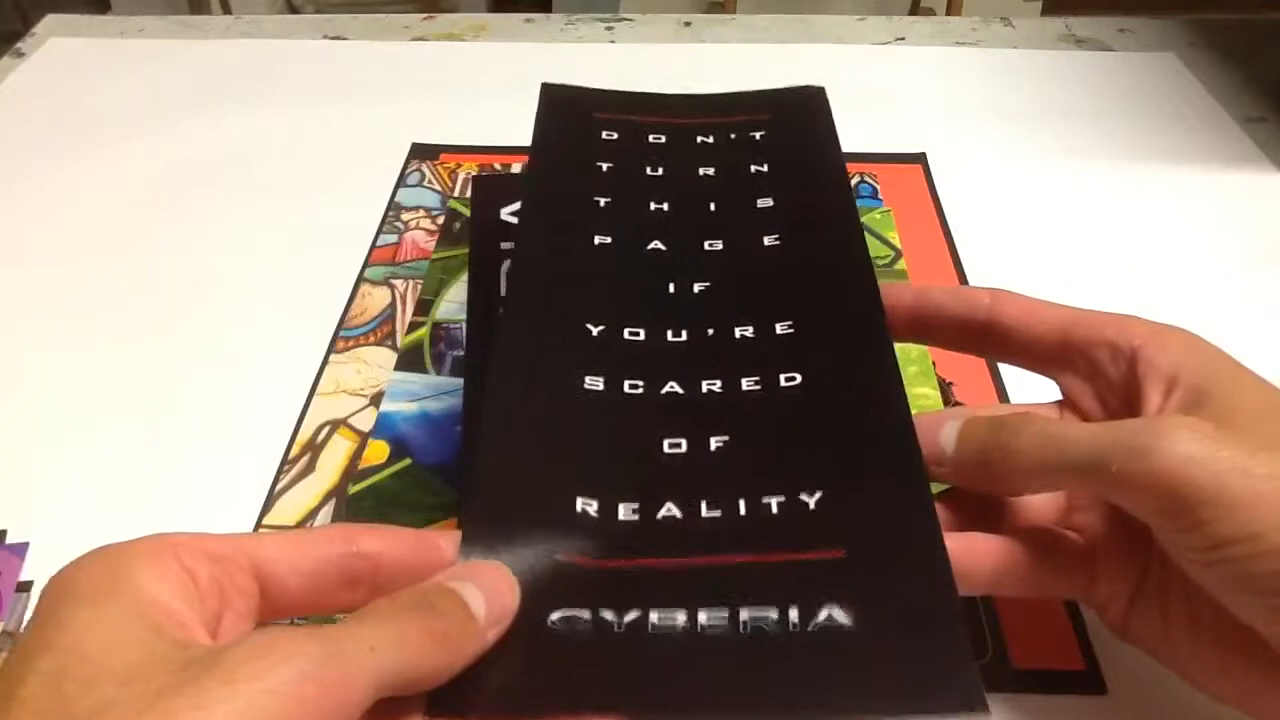 DON'T
TURN
THIS
PAGE
IF
YOU'RE
SCARED
OF
REALITY
CYBERIA